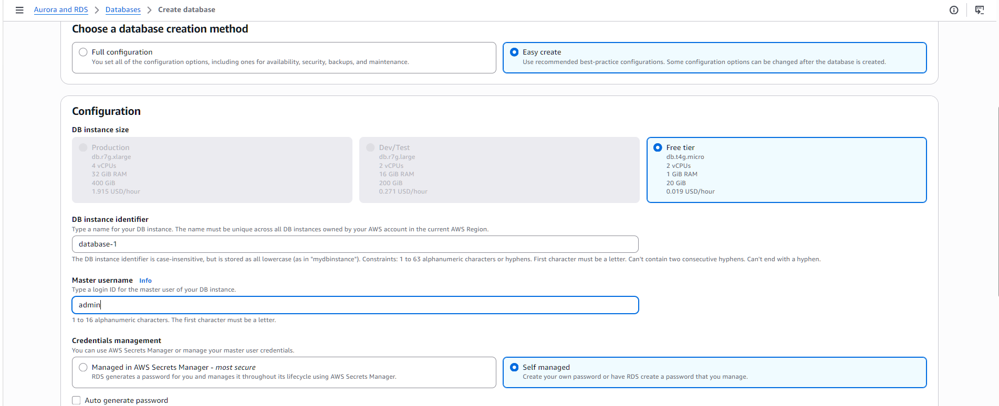 Aurora and RDS > Databases > Create database
Choose a database creation method
Full configuration
You set all of the configuration options, including ones for availability, security, backups, and maintenance.
Easy create
Use recommended best-practice configurations. Some configuration options can be changed after the database is created.
Configuration
DB instance size
Production
db.r7g.xlarge
4 vCPUs
32 GiB RAM
400 GiB
1.915 USD/hour
Dev/Test
db.r7g.large
2 vCPUs
16 GiB RAM
200 GiB
0.271 USD/hour
Free tier
db.t4g.micro
2 vCPUs
1 GiB RAM
20 GiB
0.019 USD/hour
DB instance identifier
Type a name for your DB instance. The name must be unique across all DB instances owned by your AWS account in the current AWS Region.
database-1
The DB instance identifier is case-insensitive, but is stored as all lowercase (as in "mydbinstance"). Constraints: 1 to 63 alphanumeric characters or hyphens. First character must be a letter. Can't contain two consecutive hyphens. Can't end with a hyphen.
Master username Info
Type a login ID for the master user of your DB instance.
admin
1 to 16 alphanumeric characters. The first character must be a letter.
Credentials management
You can use AWS Secrets Manager or manage your master user credentials.
Managed in AWS Secrets Manager - most secure
RDS generates a password for you and manages it throughout its lifecycle using AWS Secrets Manager.
Self managed
Create your own password or have RDS create a password that you manage.
Auto generate password